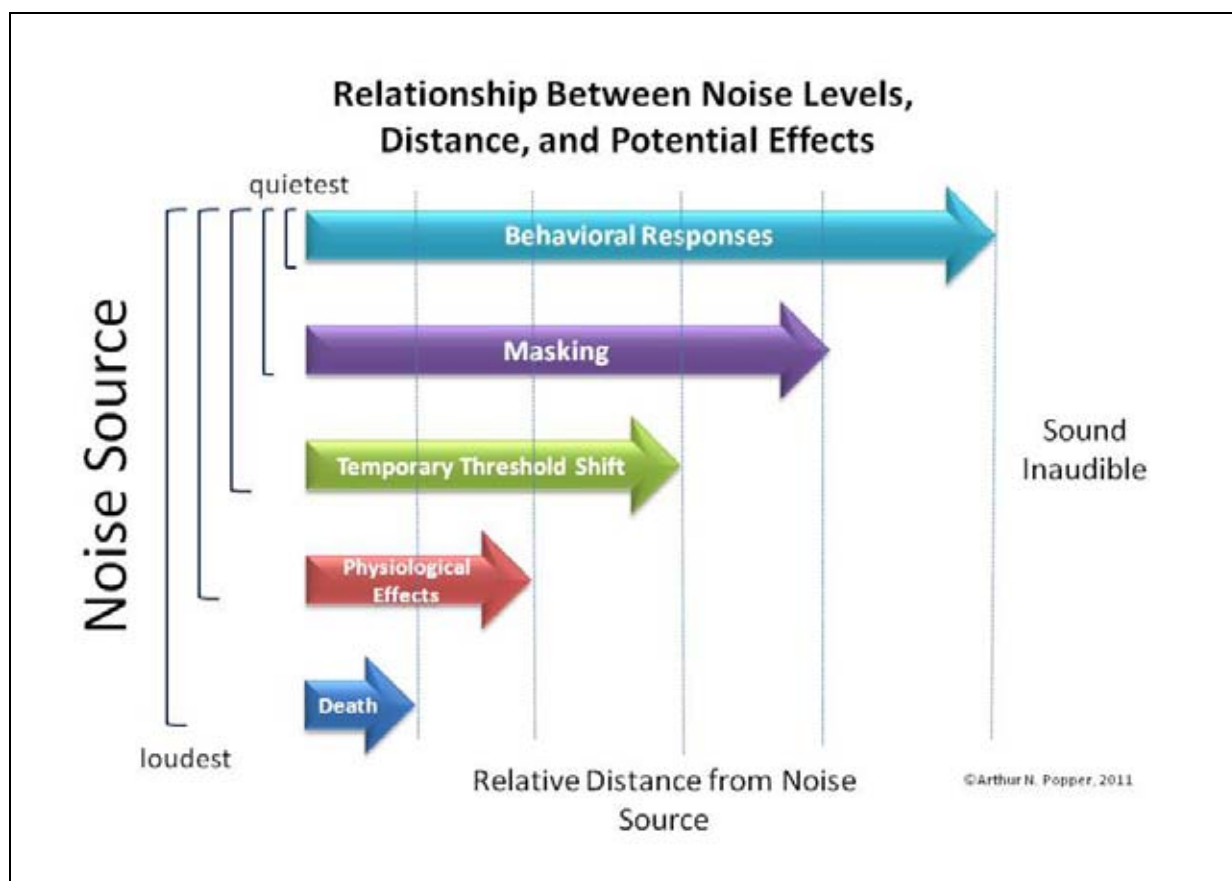 Relationship Between Noise Levels,
Distance, and Potential Effects
quietest
Behavioral Responses
Masking
Temporary Threshold Shift
Physiological
Effects
Death
Noise Source
loudest
Sound
Inaudible
Relative Distance from Noise
Source
©Arthur N. Popper, 2011